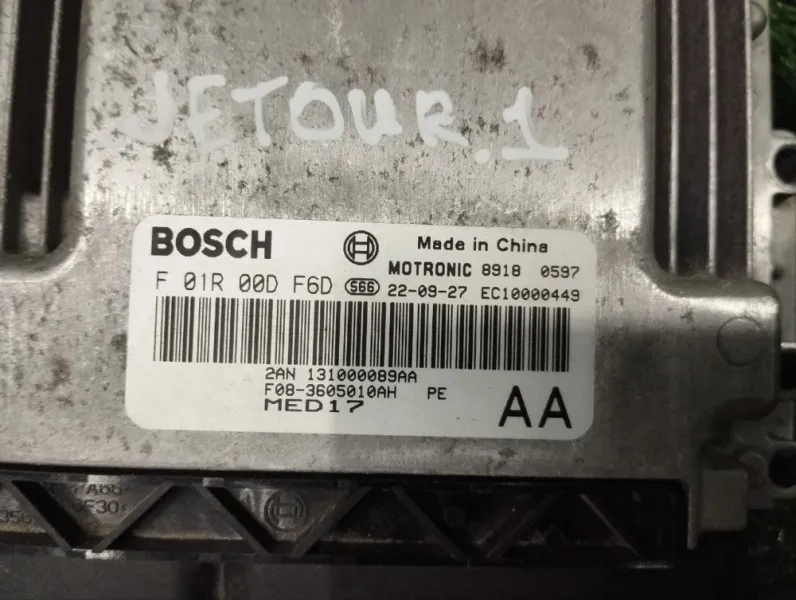 JETOUR.1
BOSCH
Made in China
MOTRONIC 8918 0597
F 01R 00D F6D S66 22-09-27 EC10000449
2AN 131000089AA
F08-3605010AH PE
MED17
AA